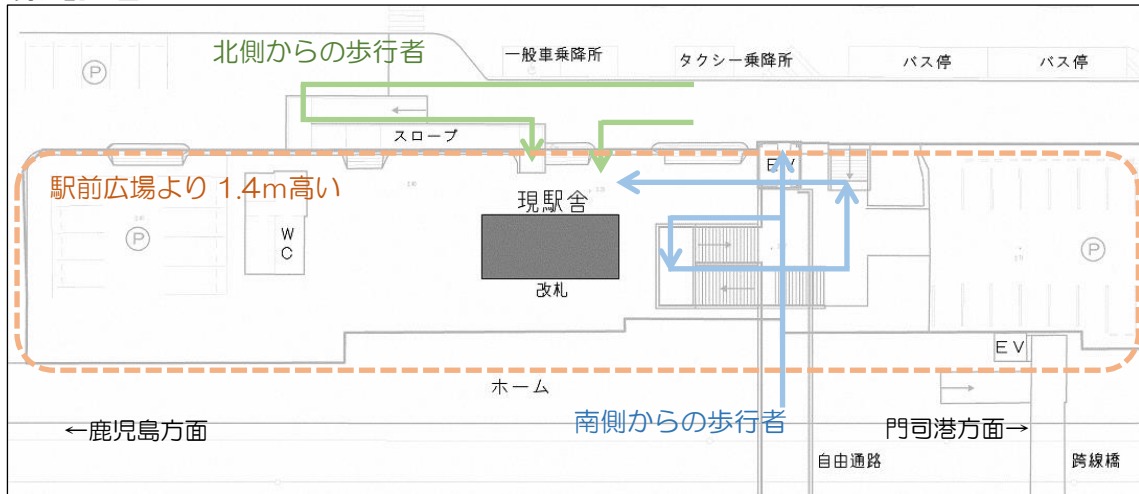 北側からの歩行者
一般車乗降所
タクシー乗降所
バス停
バス停
P
スロープ
EV
駅前広場より 1.4m高い
現駅舎
P
WC
改札
P
EV
ホーム
南側からの歩行者
←鹿児島方面
門司港方面→
自由通路
跨線橋